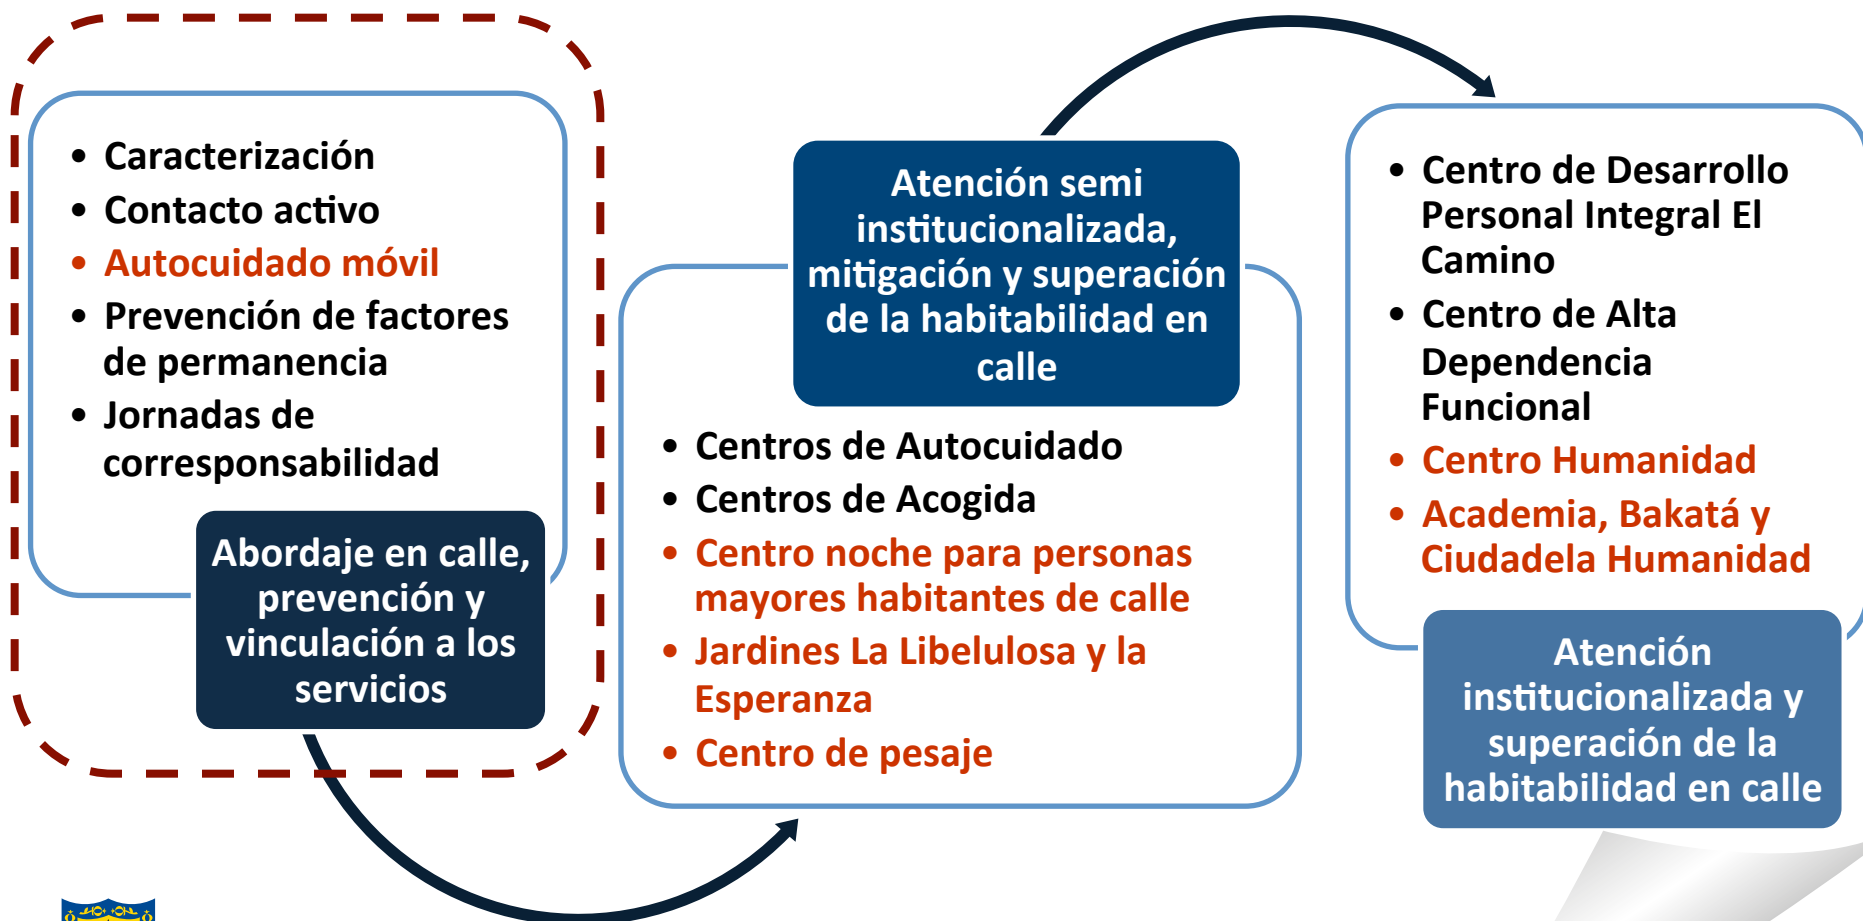 • Caracterización
• Contacto activo
• Autocuidado móvil
• Prevención de factores
de permanencia
• Jornadas de
corresponsabilidad
Abordaje en calle,
prevención y
vinculación a los
servicios
Atención semi
institucionalizada,
mitigación y superación
de la habitabilidad en
calle
• Centros de Autocuidado
• Centros de Acogida
• Centro noche para personas
mayores habitantes de calle
• Jardines La Libelulosa y la
Esperanza
• Centro de pesaje
• Centro de Desarrollo
Personal Integral El
Camino
• Centro de Alta
Dependencia
Funcional
• Centro Humanidad
• Academia, Bakatá y
Ciudadela Humanidad
Atención
institucionalizada y
superación de la
habitabilidad en calle